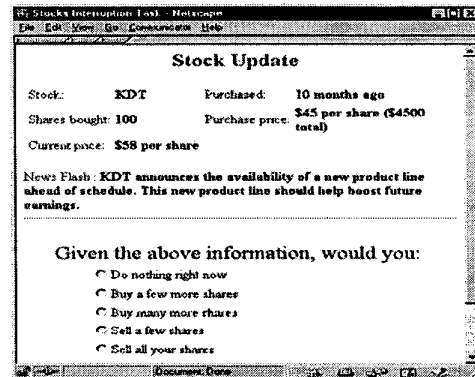 Stocks Interruption Task - Netscape
File Edit View Go Communicator Help
Stock Update
Stock: KDT Purchased: 10 months ago
Shares bought: 100 Purchase price: $45 per share ($4500 total)
Current price: $58 per share
News Flash: KDT announces the availability of a new product line
ahead of schedule. This new product line should help boost future
earnings.
Given the above information, would you:
Do nothing right now
Buy a few more shares
Buy many more shares
Sell a few shares
Sell all your shares
Document: Done